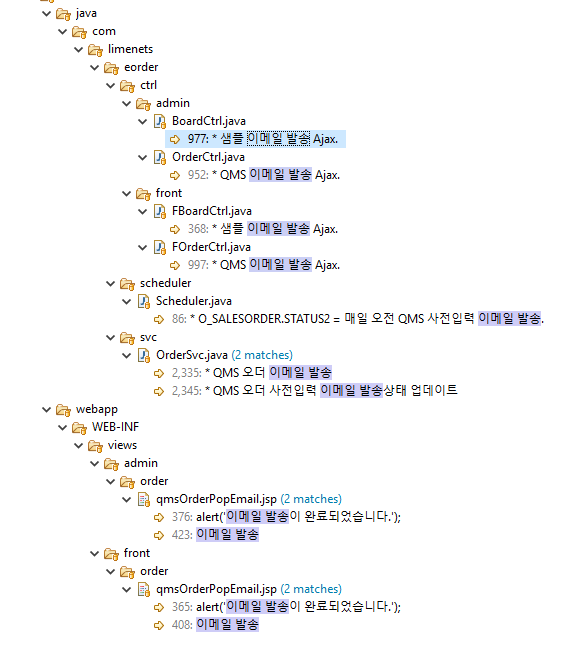 java
com
limenets
eorder
ctrl
admin
BoardCtrl.java
977: * 샘플 이메일 발송 Ajax.
OrderCtrl.java
952: * QMS 이메일 발송 Ajax.
front
FBoardCtrl.java
368: * 샘플 이메일 발송 Ajax.
FOrderCtrl.java
997: * QMS 이메일 발송 Ajax.
scheduler
Scheduler.java
86: * O_SALESORDER.STATUS2 = 매일 오전 QMS 사전입력 이메일 발송.
svc
OrderSvc.java (2 matches)
2,335: * QMS 오더 이메일 발송
2,345: * QMS 오더 사전입력 이메일 발송상태 업데이트
webapp
WEB-INF
views
admin
order
qmsOrderPopEmail.jsp (2 matches)
376: alert('이메일 발송이 완료되었습니다.');
423: 이메일 발송
front
order
qmsOrderPopEmail.jsp (2 matches)
365: alert('이메일 발송이 완료되었습니다.');
408: 이메일 발송